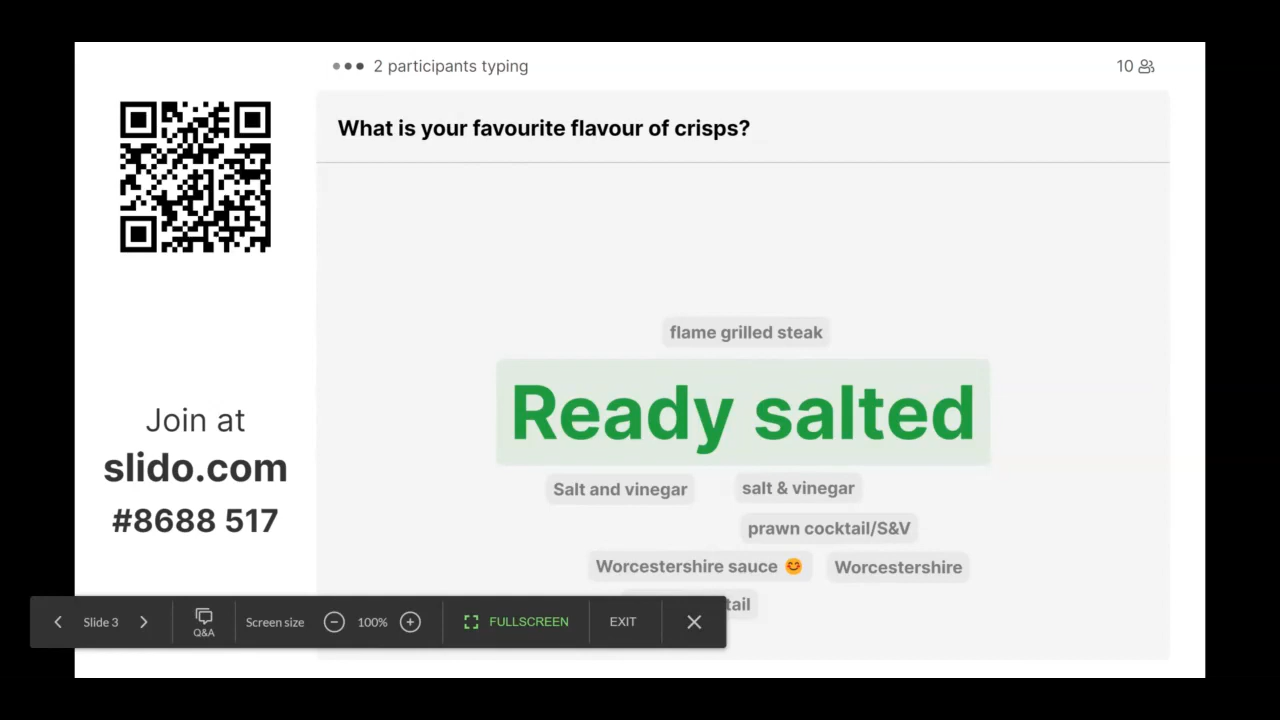 2 participants typing
10
What is your favourite flavour of crisps?
flame grilled steak
Ready salted
Salt and vinegar
salt & vinegar
prawn cocktail/S&V
Worcestershire sauce 😊
Worcestershire
Join at
slido.com
#8688 517
Slide 3
Q&A
Screen size
100%
FULLSCREEN
EXIT